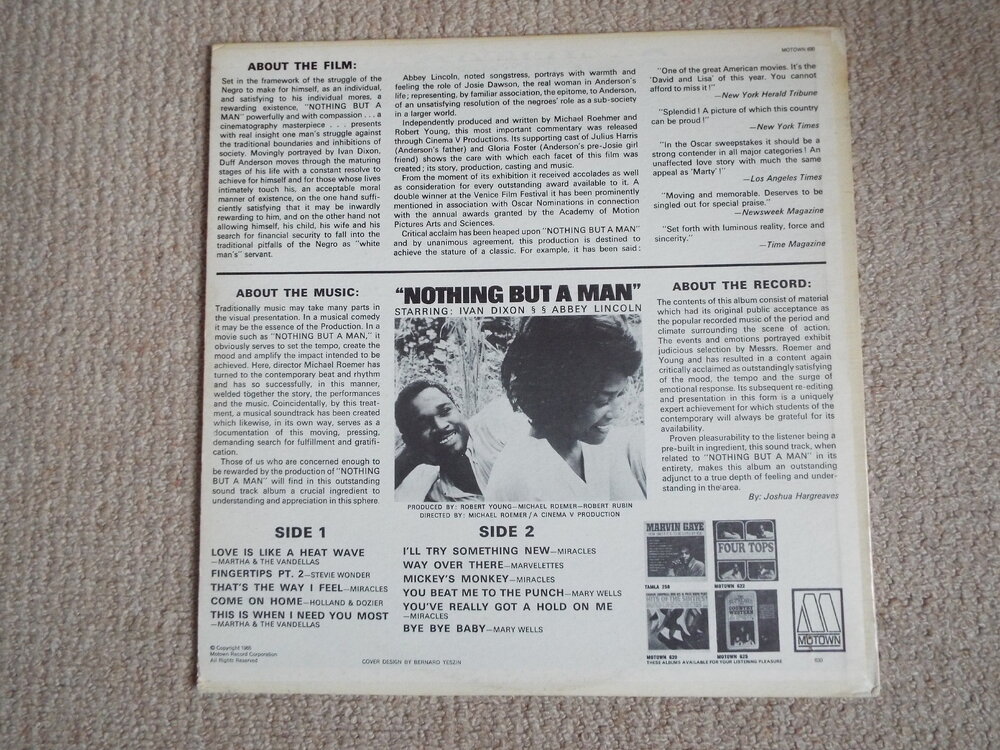 MOTOWN 630
ABOUT THE FILM:
Set in the framework of the struggle of the
Negro to make for himself, as an individual,
and satisfying to his individual mores, a
rewarding existence, "NOTHING BUT A
MAN" powerfully and with compassion . . . a
cinematography masterpiece . . . presents
with real insight one man's struggle against
the traditional boundaries and inhibitions of
society. Movingly portrayed by Ivan Dixon,
Duff Anderson moves through the maturing
stages of his life with a constant resolve to
achieve for himself and for those whose lives
intimately touch his, an acceptable moral
manner of existence, on the one hand suffi-
ciently satisfying that it may be inwardly
rewarding to him, and on the other hand not
allowing himself, his child, his wife and his
search for financial security to fall into the
traditional pitfalls of the Negro as "white
man's" servant.
Abbey Lincoln, noted songstress, portrays with warmth and
feeling the role of Josie Dawson, the real woman in Anderson's
life; representing, by familiar association, the epitome, to Anderson,
of an unsatisfying resolution of the negroes' role as a sub-society
in a larger world.
Independently produced and written by Michael Roehmer and
Robert Young, this most important commentary was released
through Cinema V Productions. Its supporting cast of Julius Harris
(Anderson's father) and Gloria Foster (Anderson's pre-Josie girl
friend) shows the care with which each facet of this film was
created; its story, production, casting and music.
From the moment of its exhibition it received accolades as well
as consideration for every outstanding award available to it. A
double winner at the Venice Film Festival it has been prominently
mentioned in association with Oscar Nominations in connection
with the annual awards granted by the Academy of Motion
Pictures Arts and Sciences.
Critical acclaim has been heaped upon "NOTHING BUT A MAN"
and by unanimous agreement, this production is destined to
achieve the stature of a classic. For example, it has been said:
"One of the great American movies. It's the
'David and Lisa' of this year. You cannot
afford to miss it!"
—New York Herald Tribune
"Splendid! A picture of which this country
can be proud!"
—New York Times
"In the Oscar sweepstakes it should be a
strong contender in all major categories! An
unaffected love story with much the same
appeal as 'Marty'!"
—Los Angeles Times
"Moving and memorable. Deserves to be
singled out for special praise."
—Newsweek Magazine
"Set forth with luminous reality, force and
sincerity."
—Time Magazine
ABOUT THE MUSIC:
Traditionally music may take many parts in
the visual presentation. In a musical comedy
it may be the essence of the Production. In a
movie such as "NOTHING BUT A MAN," it
obviously serves to set the tempo, create the
mood and amplify the impact intended to be
achieved. Here, director Michael Roemer has
turned to the contemporary beat and rhythm
and has so successfully, in this manner,
welded together the story, the performances
and the music. Coincidentally, by this treat-
ment, a musical soundtrack has been created
which likewise, in its own way, serves as a
documentation of this moving, pressing,
demanding search for fulfillment and gratifi-
cation.
Those of us who are concerned enough to
be rewarded by the production of "NOTHING
BUT A MAN" will find in this outstanding
sound track album a crucial ingredient to
understanding and appreciation in this sphere.
"NOTHING BUT A MAN"
STARRING: IVAN DIXON § § ABBEY LINCOLN
PRODUCED BY: ROBERT YOUNG—MICHAEL ROEMER—ROBERT RUBIN
DIRECTED BY: MICHAEL ROEMER / A CINEMA V PRODUCTION
ABOUT THE RECORD:
The contents of this album consist of material
which had its original public acceptance as
the popular recorded music of the period and
climate surrounding the scene of action.
The events and emotions portrayed exhibit
judicious selection by Messrs. Roemer and
Young and has resulted in a content again
critically acclaimed as outstandingly satisfying
of the mood, the tempo and the surge of
emotional response. Its subsequent re-editing
and presentation in this form is a uniquely
expert achievement for which students of the
contemporary will always be grateful for its
availability.
Proven pleasurability to the listener being a
pre-built in ingredient, this sound track, when
related to "NOTHING BUT A MAN" in its
entirety, makes this album an outstanding
adjunct to a true depth of feeling and under-
standing in the area.
By: Joshua Hargreaves
SIDE 1
LOVE IS LIKE A HEAT WAVE
—MARTHA & THE VANDELLAS
FINGERTIPS PT. 2—STEVIE WONDER
THAT'S THE WAY I FEEL—MIRACLES
COME ON HOME—HOLLAND & DOZIER
THIS IS WHEN I NEED YOU MOST
—MARTHA & THE VANDELLAS
SIDE 2
I'LL TRY SOMETHING NEW—MIRACLES
WAY OVER THERE—MARVELETTES
MICKEY'S MONKEY—MIRACLES
YOU BEAT ME TO THE PUNCH—MARY WELLS
YOU'VE REALLY GOT A HOLD ON ME
—MIRACLES
BYE BYE BABY—MARY WELLS
MARVIN GAYE
TAMLA 258
FOUR TOPS
MOTOWN 622
HITS OF THE SIXTIES!
MOTOWN 620
COUNTRY
WESTERN
MOTOWN 625
THESE ALBUMS AVAILABLE FOR YOUR LISTENING PLEASURE
MOTOWN
630
© Copyright 1965
Motown Record Corporation
All Rights Reserved
COVER DESIGN BY BERNARD YESZIN